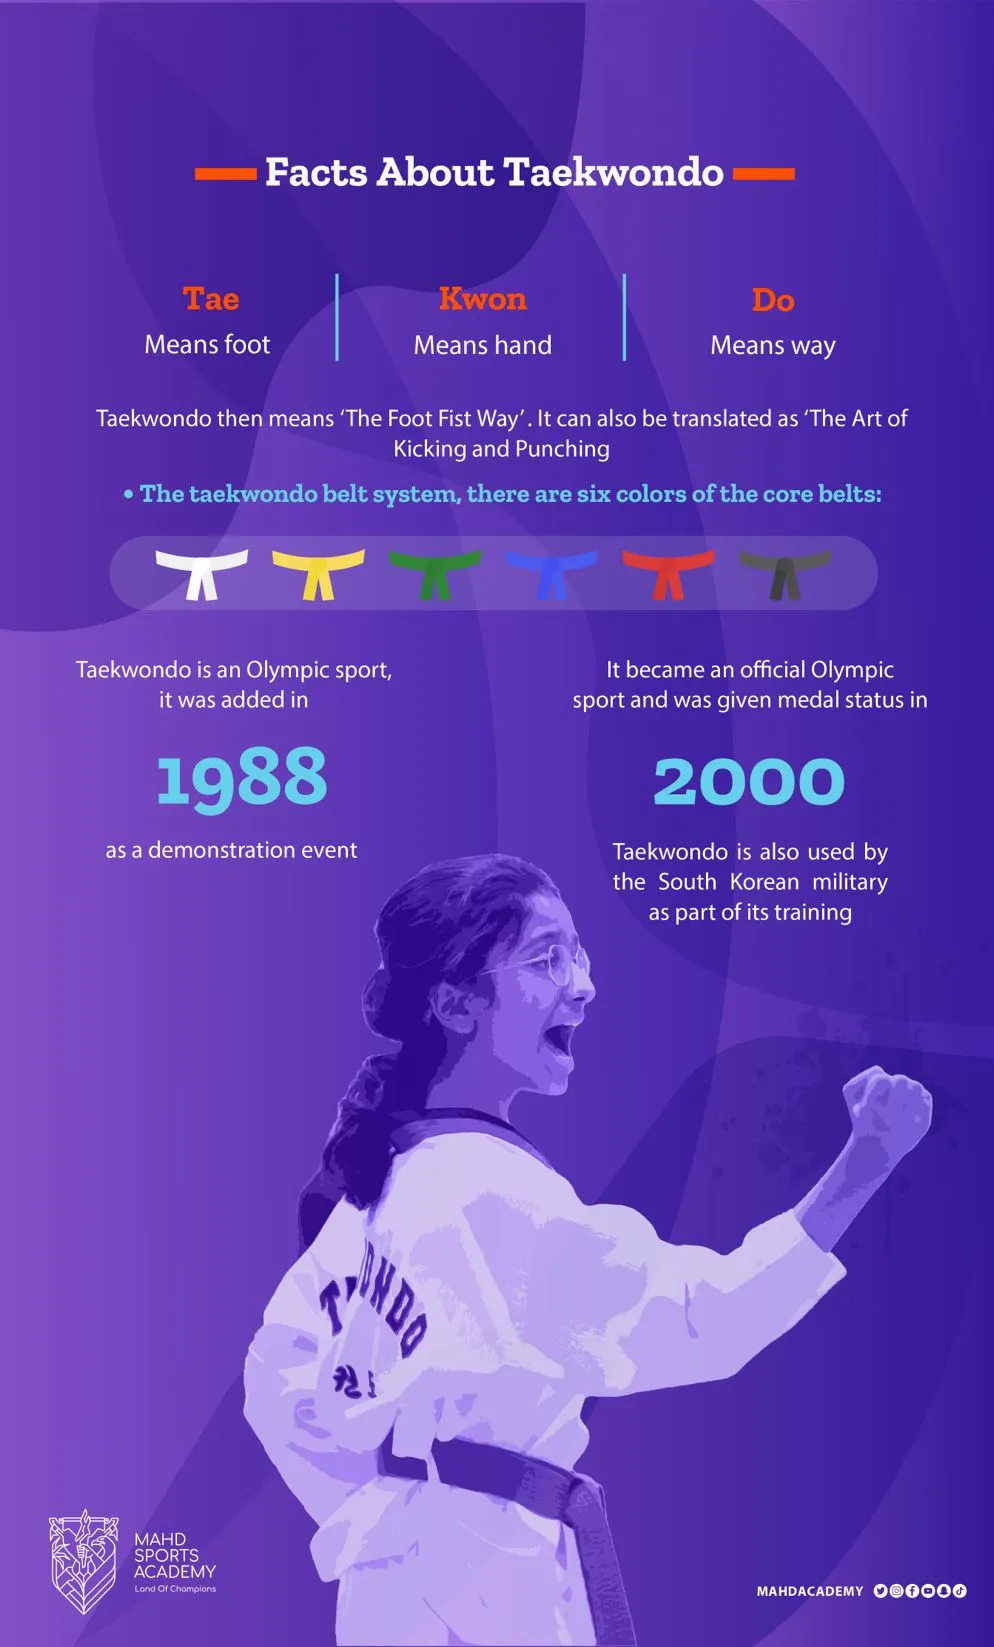 Facts About Taekwondo
Tae
Means foot
Kwon
Means hand
Do
Means way
Taekwondo then means ‘The Foot Fist Way’. It can also be translated as ‘The Art of
Kicking and Punching
• The taekwondo belt system, there are six colors of the core belts:
Taekwondo is an Olympic sport,
it was added in
1988
as a demonstration event
It became an official Olympic
sport and was given medal status in
2000
Taekwondo is also used by
the South Korean military
as part of its training
MAHD
SPORTS
ACADEMY
Land Of Champions
MAHDACADEMY